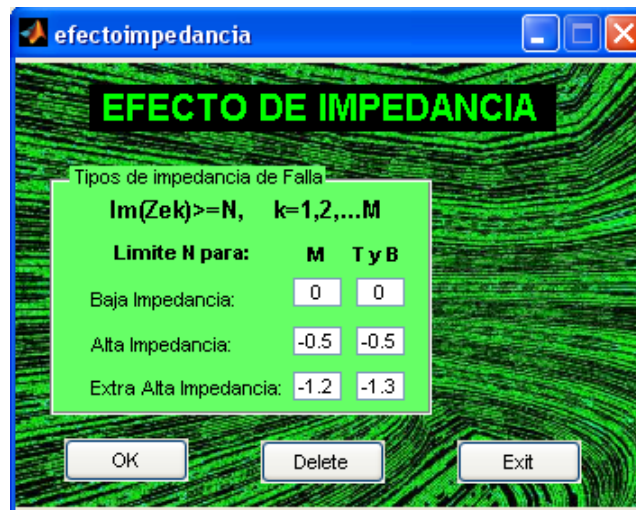 efectoimpedancia
EFECTO DE IMPEDANCIA
Tipos de impedancia de Falla
Im(Zek)>=N,   k=1,2,...M
Limite N para:   M   T y B
Baja Impedancia:   0   0
Alta Impedancia:   -0.5   -0.5
Extra Alta Impedancia:   -1.2   -1.3
OK   Delete   Exit